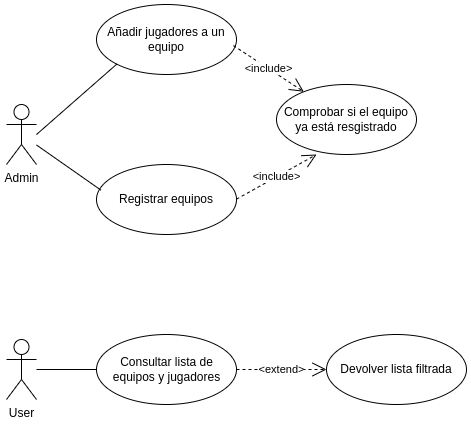 Añadir jugadores a un
equipo
<include>
Comprobar si el equipo
ya está resgistrado
Admin
<include>
Registrar equipos
Consultar lista de
equipos y jugadores
<extend>
Devolver lista filtrada
User